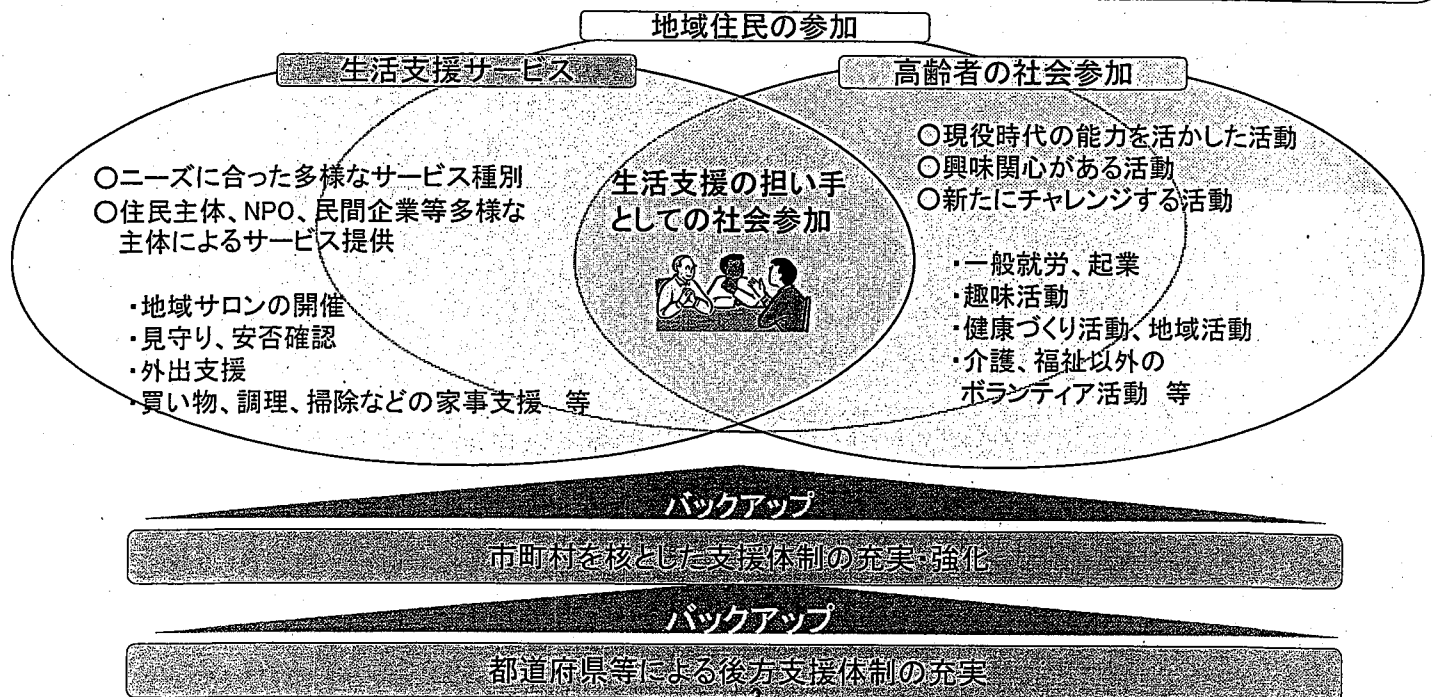 地域住民の参加
生活支援サービス
高齢者の社会参加
○ニーズに合った多様なサービス種別
○住民主体、NPO、民間企業等多様な
主体によるサービス提供
・地域サロンの開催
・見守り、安否確認
・外出支援
・買い物、調理、掃除などの家事支援 等
生活支援の担い手
としての社会参加
○現役時代の能力を活かした活動
○興味関心がある活動
○新たにチャレンジする活動
・一般就労、起業
・趣味活動
・健康づくり活動、地域活動
・介護、福祉以外の
ボランティア活動 等
バックアップ
市町村を核とした支援体制の充実・強化
バックアップ
都道府県等による後方支援体制の充実